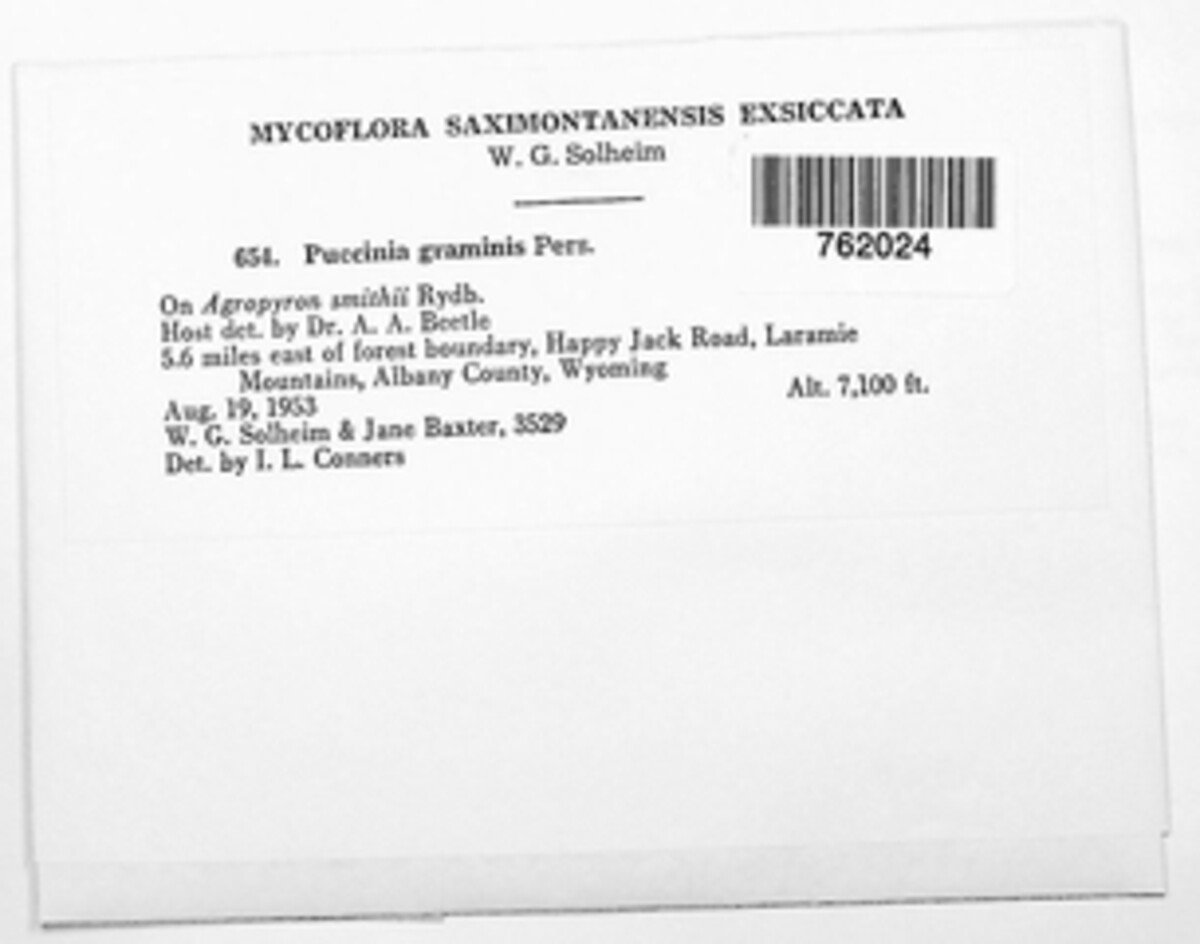 MYCOFLORA SAXIMONTANENSIS EXSICCATA
W. G. Solheim
762024
654. Puccinia graminis Pers.
On Agropyron smithii Rydb.
Host det. by Dr. A. A. Beetle
5.6 miles east of forest boundary, Happy Jack Road, Laramie
Mountains, Albany County, Wyoming
Alt. 7,100 ft.
Aug. 19, 1953
W. G. Solheim & Jane Baxter, 3529
Det. by I. L. Conners